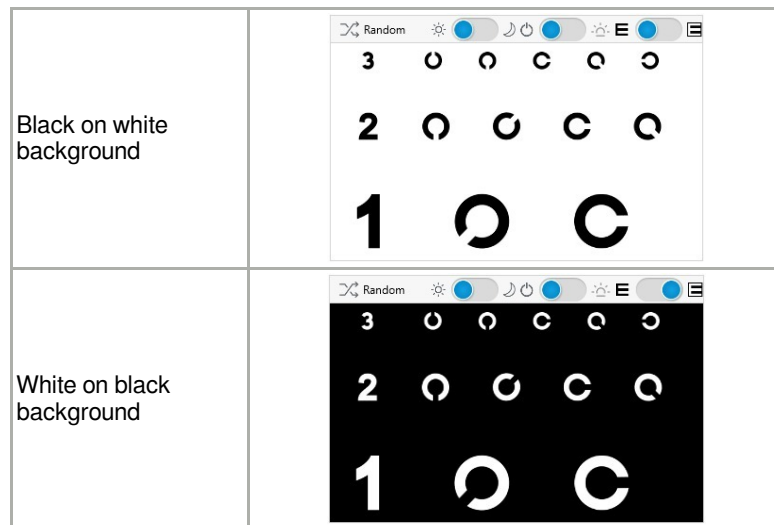 Black on white
background
Random E E
3
2
1
White on black
background
Random E E
3
2
1